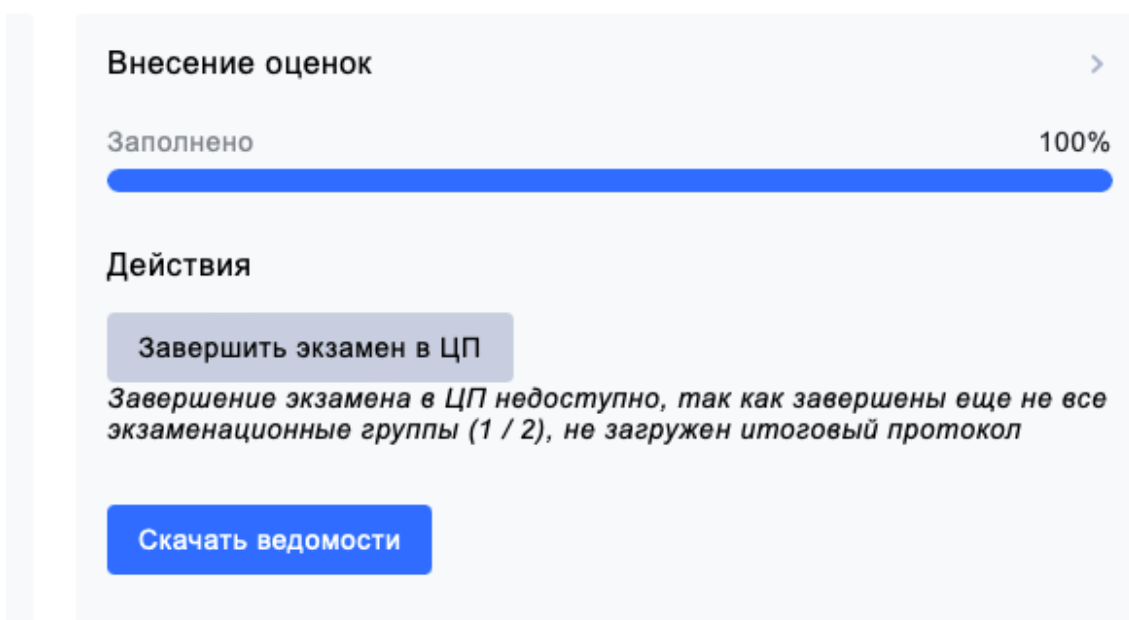 Внесение оценок
Заполнено 100%
Действия
Завершить экзамен в ЦП
Завершение экзамена в ЦП недоступно, так как завершены еще не все
экзаменационные группы (1 / 2), не загружен итоговый протокол
Скачать ведомости